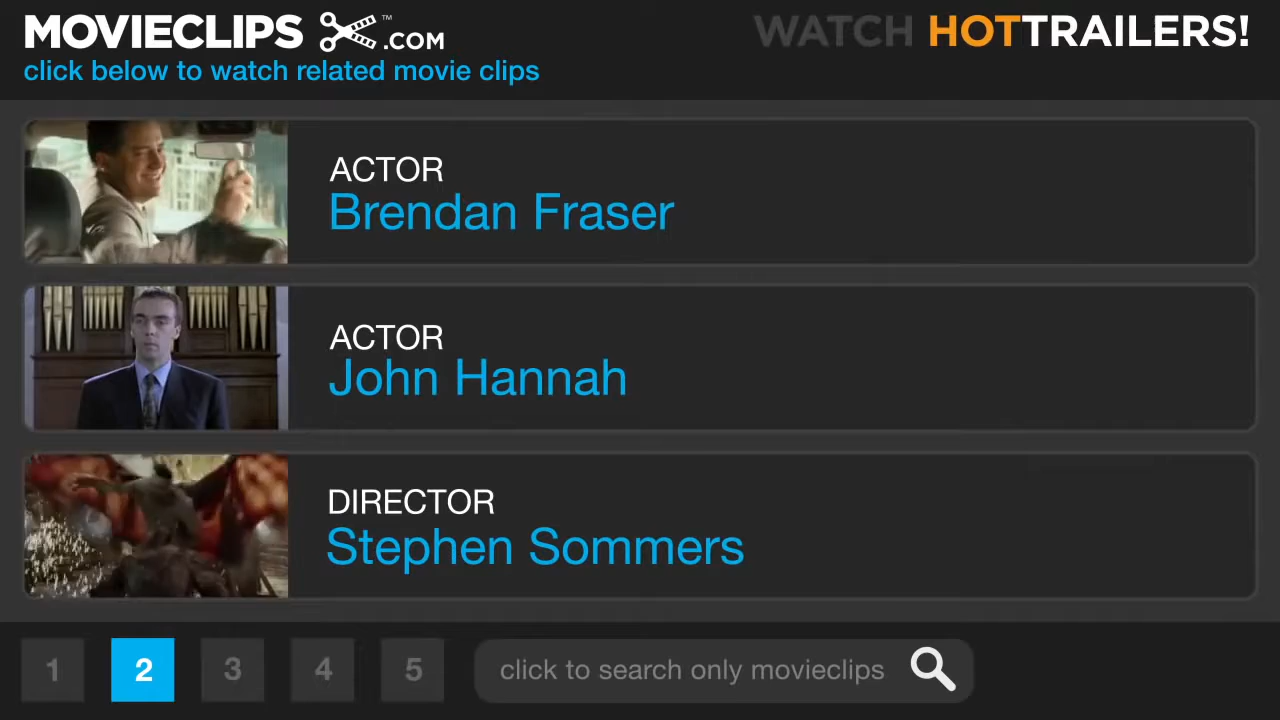 MOVIECLIPS ™ .COM
WATCH HOTTRAILERS!
click below to watch related movie clips
ACTOR
Brendan Fraser
ACTOR
John Hannah
DIRECTOR
Stephen Sommers
1 2 3 4 5 click to search only movieclips